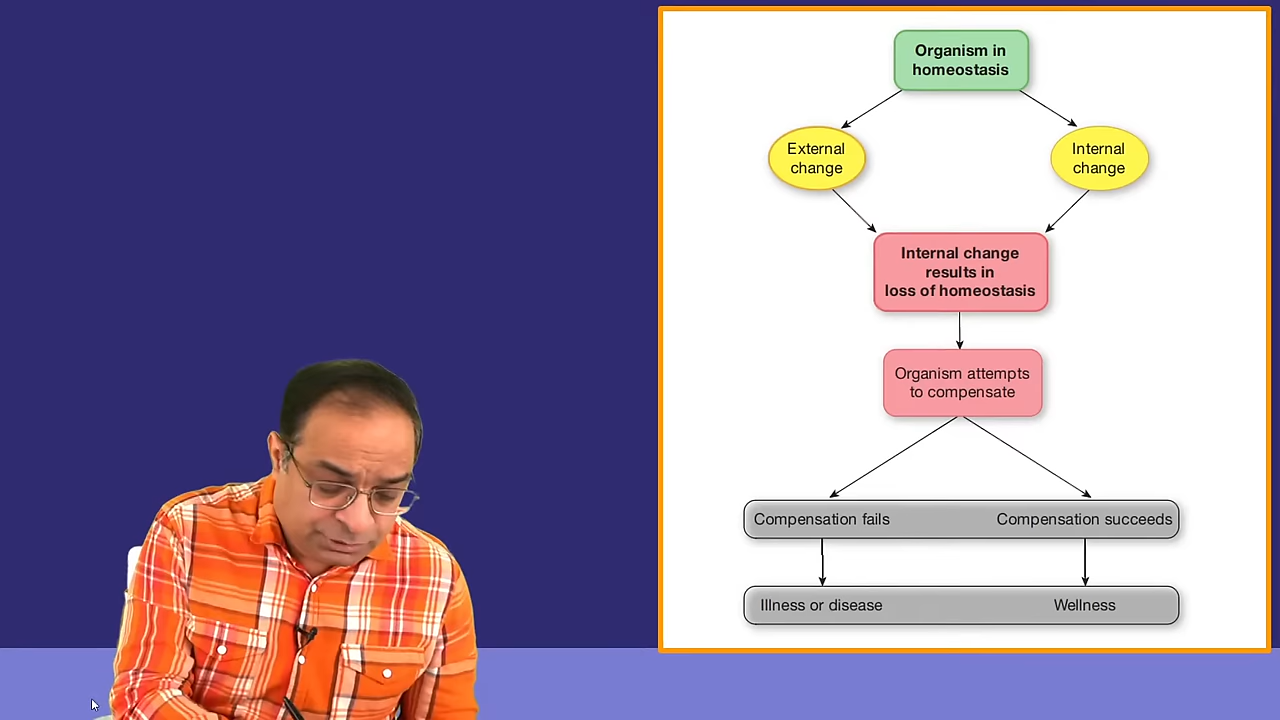 Organism in
homeostasis
External
change
Internal
change
Internal change
results in
loss of homeostasis
Organism attempts
to compensate
Compensation fails
Compensation succeeds
Illness or disease
Wellness